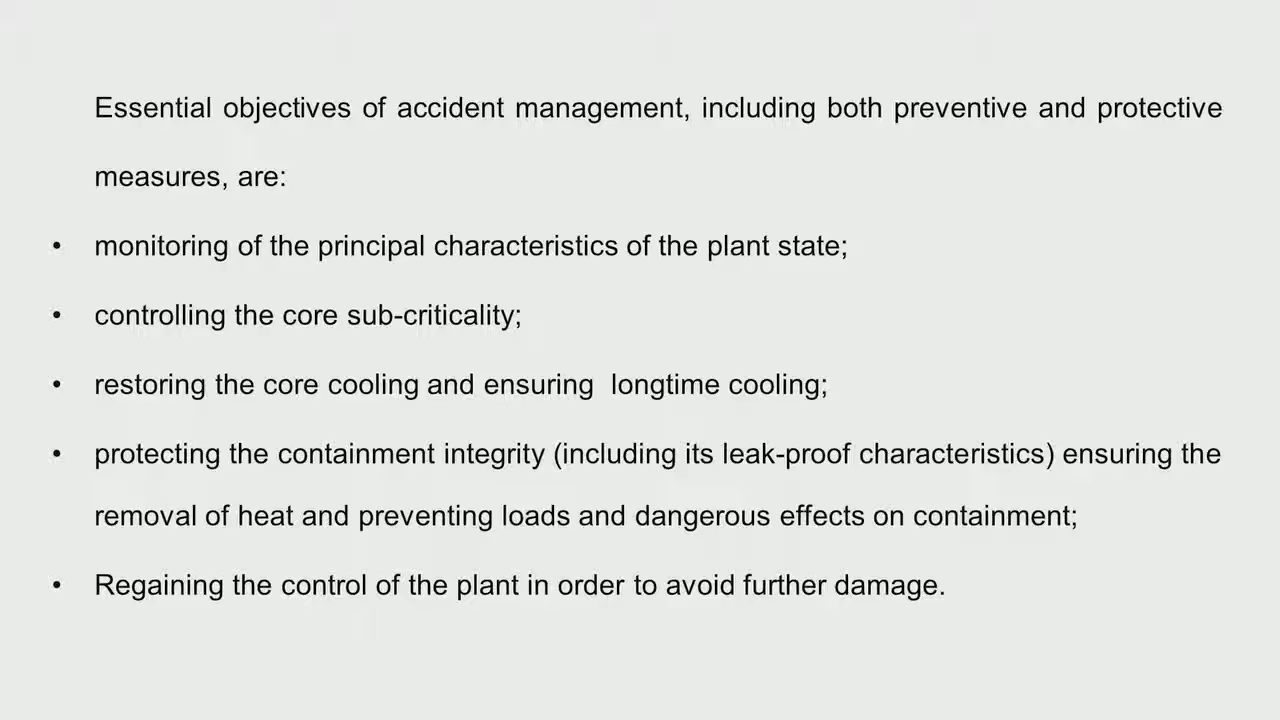 Essential objectives of accident management, including both preventive and protective
measures, are:
• monitoring of the principal characteristics of the plant state;
• controlling the core sub-criticality;
• restoring the core cooling and ensuring  longtime cooling;
• protecting the containment integrity (including its leak-proof characteristics) ensuring the
removal of heat and preventing loads and dangerous effects on containment;
• Regaining the control of the plant in order to avoid further damage.